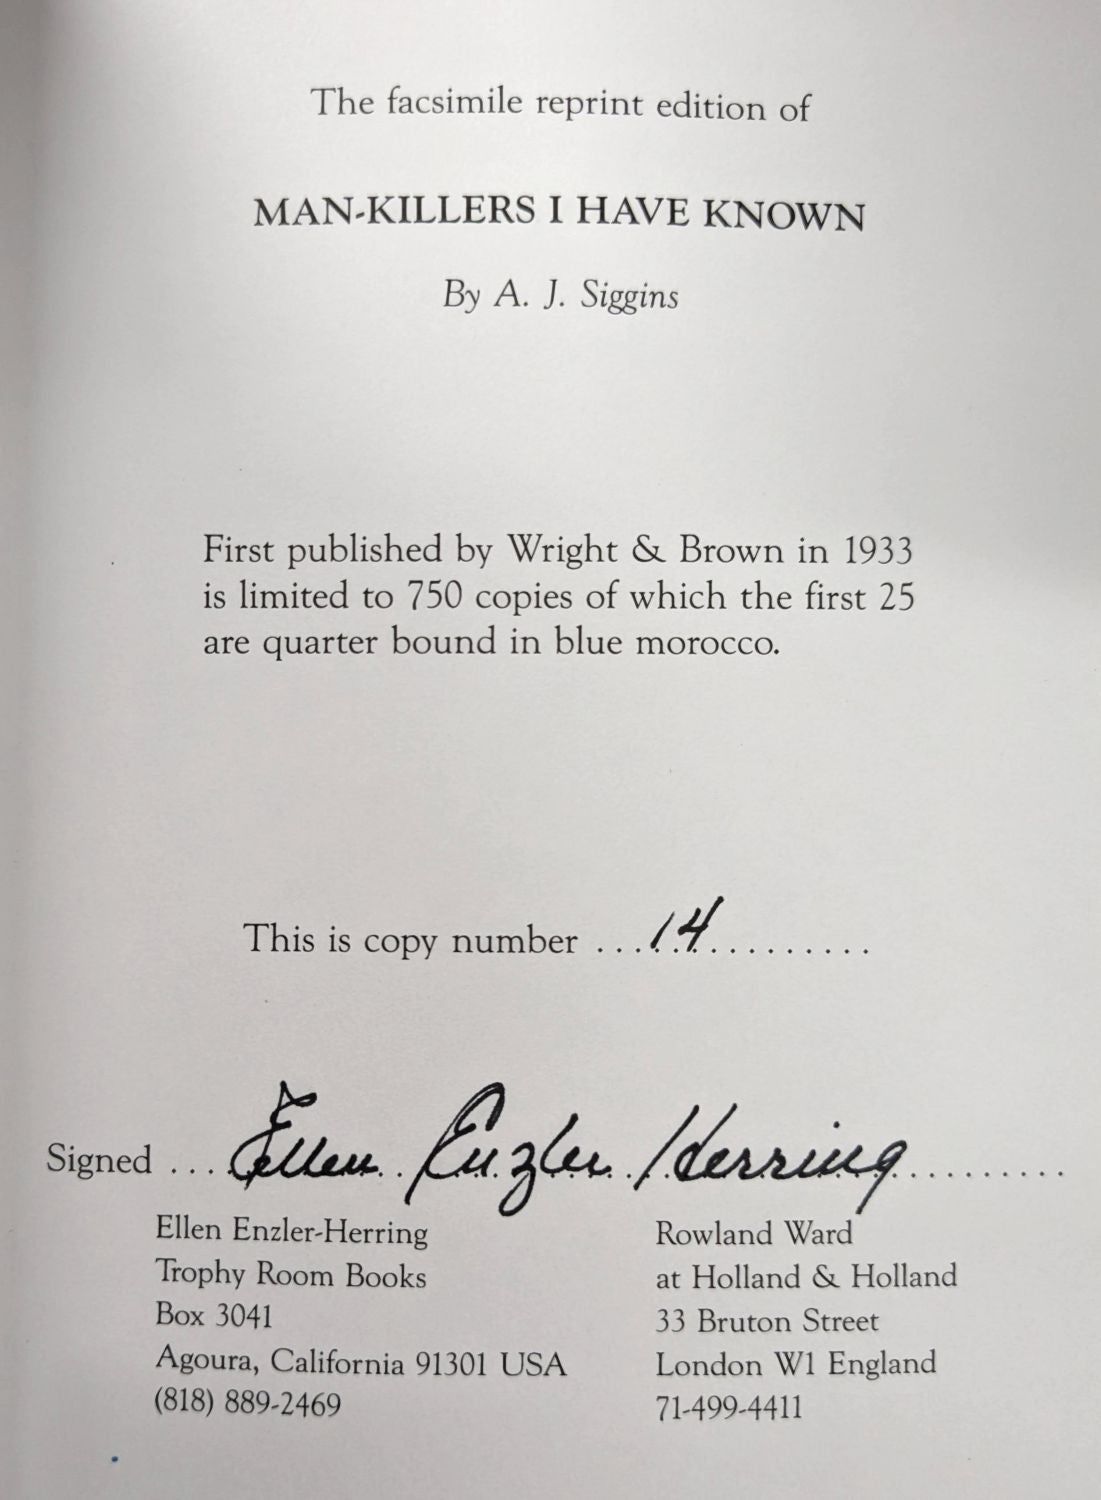 The facsimile reprint edition of
MAN-KILLERS I HAVE KNOWN
By A. J. Siggins
First published by Wright & Brown in 1933
is limited to 750 copies of which the first 25
are quarter bound in blue morocco.
This is copy number ...14..........
Signed ... Ellen Enzler Herring ..........
Ellen Enzler-Herring
Trophy Room Books
Box 3041
Agoura, California 91301 USA
(818) 889-2469
Rowland Ward
at Holland & Holland
33 Bruton Street
London W1 England
71-499-4411